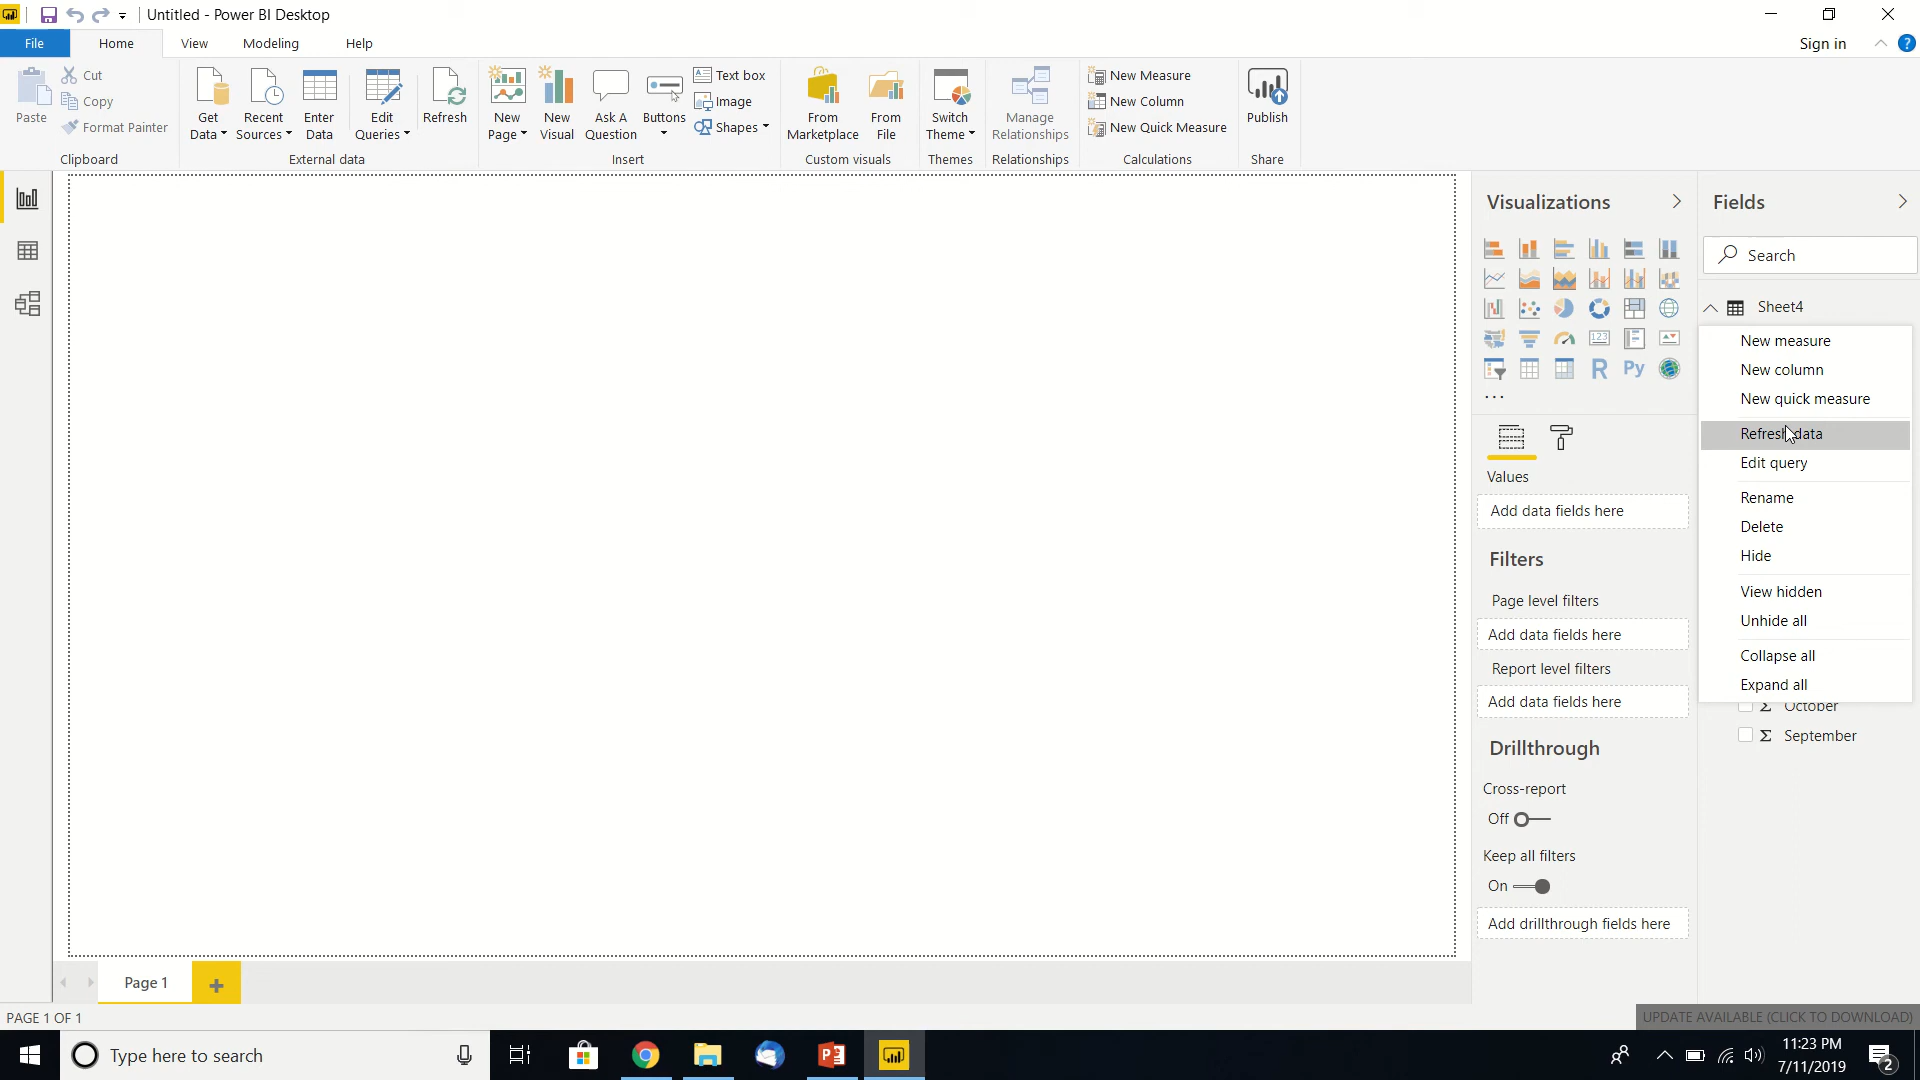 Untitled - Power BI Desktop
File Home View Modeling Help Sign in ?
Paste
Cut
Copy
Format Painter
Clipboard
Get Data
Recent Sources
Enter Data
Edit Queries
Refresh
External data
New Page
New Visual
Ask A Question
Buttons
Text box
Image
Shapes
Insert
From Marketplace
From File
Custom visuals
Switch Theme
Themes
Manage Relationships
Relationships
New Measure
New Column
New Quick Measure
Calculations
Publish
Share
Visualizations
123
R
Py
...
Values
Add data fields here
Filters
Page level filters
Add data fields here
Report level filters
Add data fields here
Drillthrough
Cross-report
Off
Keep all filters
On
Add drillthrough fields here
Fields
Search
Sheet4
New measure
New column
New quick measure
Refresh data
Edit query
Rename
Delete
Hide
View hidden
Unhide all
Collapse all
Expand all
Σ October
Σ September
Page 1
+
PAGE 1 OF 1
UPDATE AVAILABLE (CLICK TO DOWNLOAD)
Type here to search
11:23 PM
7/11/2019
2